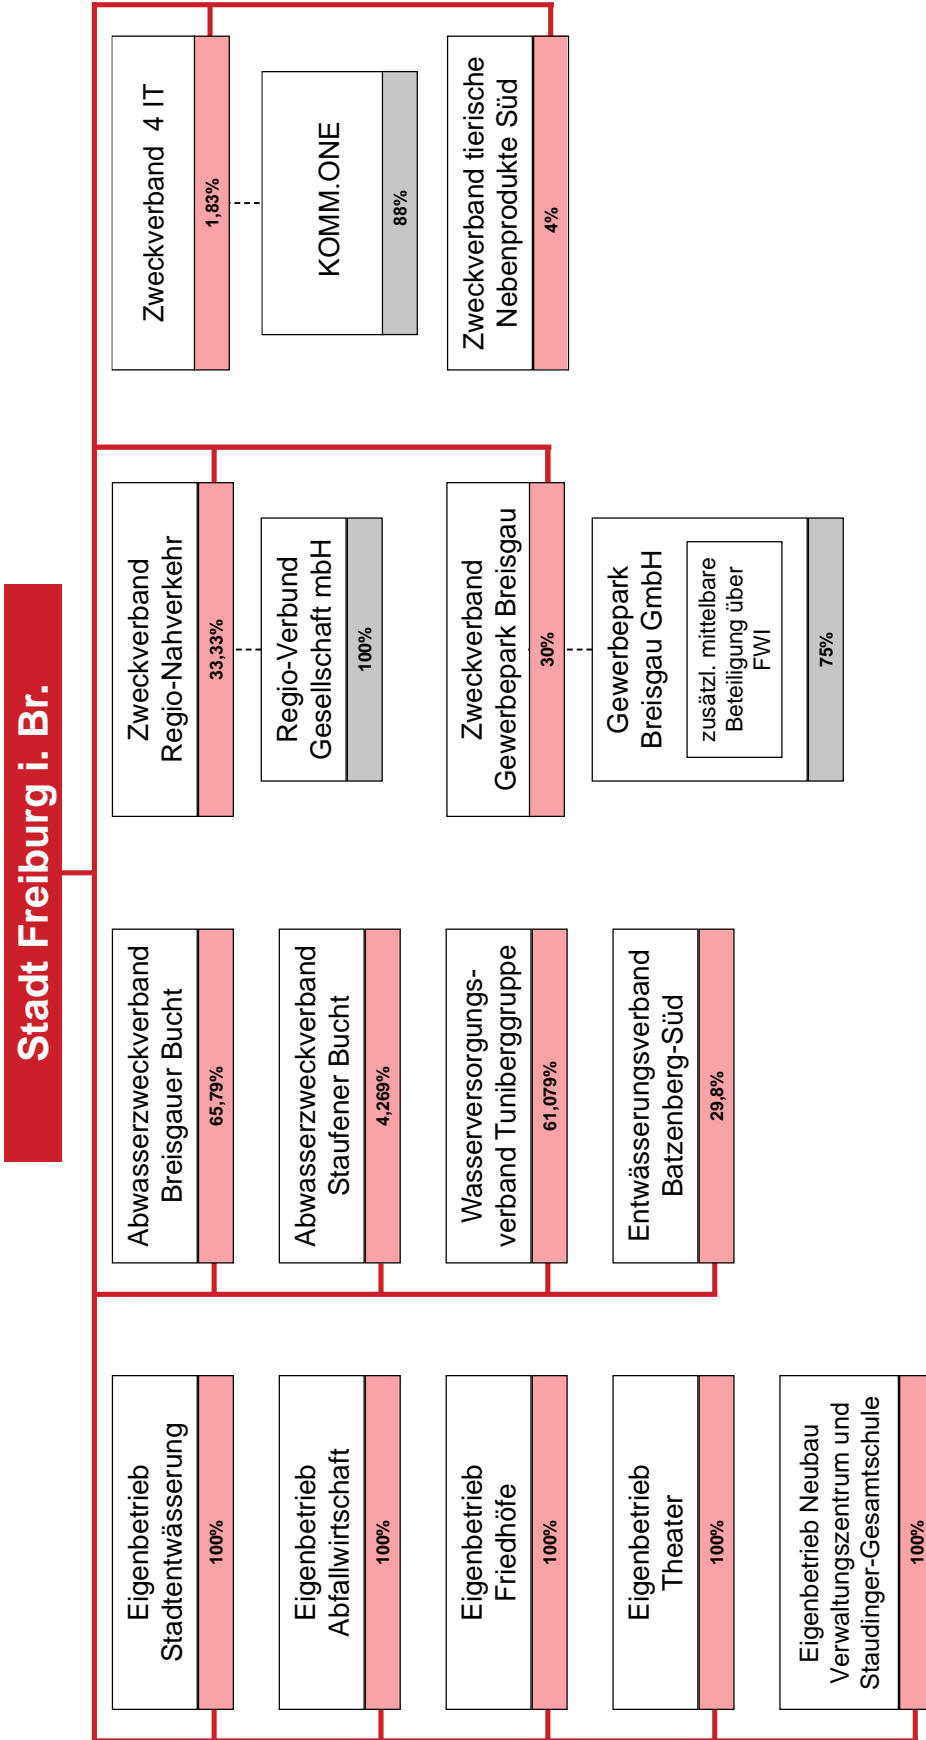 Stadt Freiburg i. Br.
Eigenbetrieb
Stadtentwässerung
100%
Eigenbetrieb
Abfallwirtschaft
100%
Eigenbetrieb
Friedhöfe
100%
Eigenbetrieb
Theater
100%
Eigenbetrieb Neubau
Verwaltungszentrum und
Staudinger-Gesamtschule
100%
Abwasserzweckverband
Breisgauer Bucht
65,79%
Abwasserzweckverband
Staufener Bucht
4,269%
Wasserversorgungs-
verband Tuniberggruppe
61,079%
Entwässerungsverband
Batzenberg-Süd
29,8%
Zweckverband
Regio-Nahverkehr
33,33%
Regio-Verbund
Gesellschaft mbH
100%
Zweckverband
Gewerbepark Breisgau
30%
Gewerbepark
Breisgau GmbH
zusätzl. mittelbare
Beteiligung über
FWI
75%
Zweckverband 4 IT
1,83%
KOMM.ONE
88%
Zweckverband tierische
Nebenprodukte Süd
4%